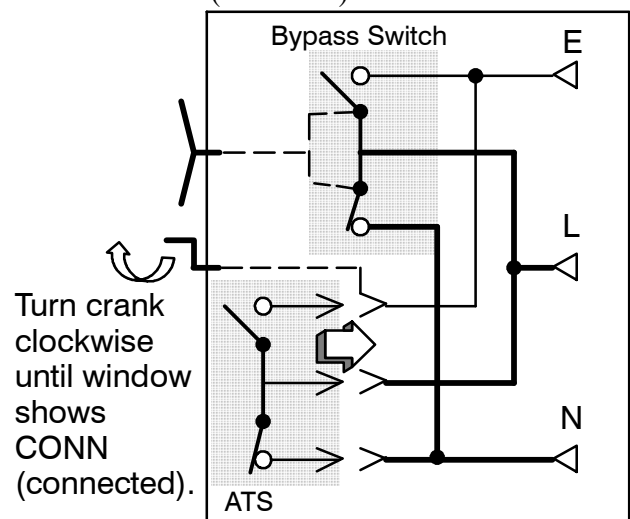 Bypass Switch
E
L
Turn crank
clockwise
until window
shows
CONN
(connected).
N
ATS